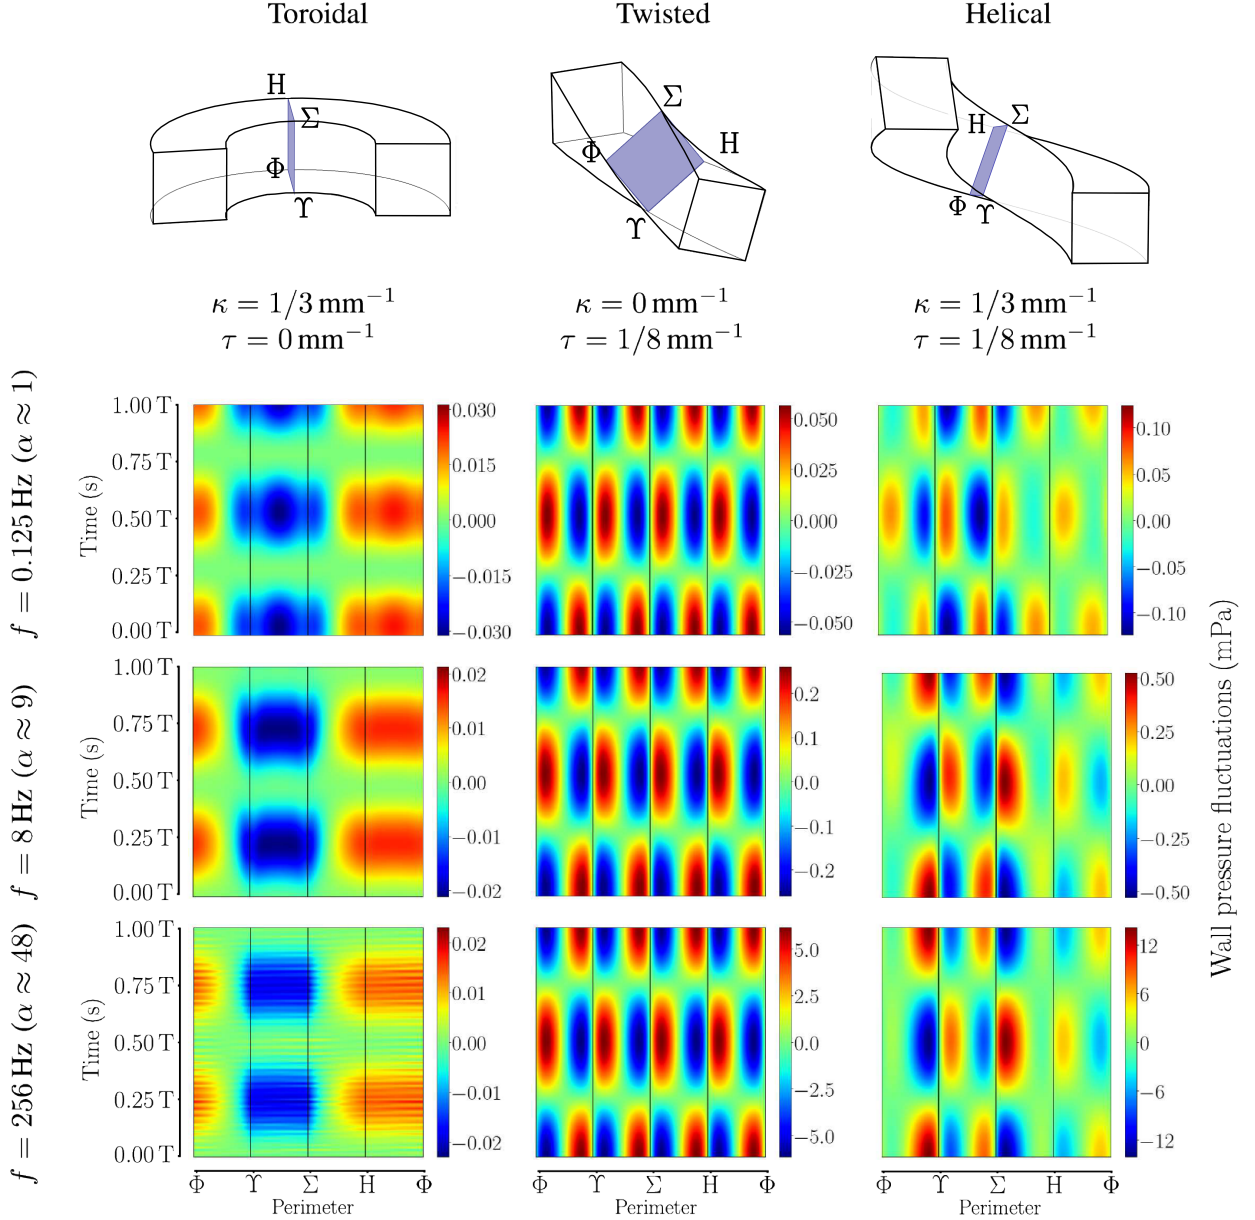 Toroidal Twisted Helical
H Σ Φ ϒ
Σ Φ H ϒ
H Σ Φ ϒ
κ = 1/3 mm⁻¹ κ = 0 mm⁻¹ κ = 1/3 mm⁻¹
τ = 0 mm⁻¹ τ = 1/8 mm⁻¹ τ = 1/8 mm⁻¹
f = 0.125 Hz (α ≈ 1)
Time (s)
1.00 T
0.75 T
0.50 T
0.25 T
0.00 T
0.030
0.015
0.000
−0.015
−0.030
0.050
0.025
0.000
−0.025
−0.050
0.10
0.05
0.00
−0.05
−0.10
f = 8 Hz (α ≈ 9)
Time (s)
1.00 T
0.75 T
0.50 T
0.25 T
0.00 T
0.02
0.01
0.00
−0.01
−0.02
0.2
0.1
0.0
−0.1
−0.2
0.50
0.25
0.00
−0.25
−0.50
f = 256 Hz (α ≈ 48)
Time (s)
1.00 T
0.75 T
0.50 T
0.25 T
0.00 T
0.02
0.01
0.00
−0.01
−0.02
5.0
2.5
0.0
−2.5
−5.0
12
6
0
−6
−12
Φ ϒ Σ H Φ
Perimeter
Φ ϒ Σ H Φ
Perimeter
Φ ϒ Σ H Φ
Perimeter
Wall pressure fluctuations (mPa)